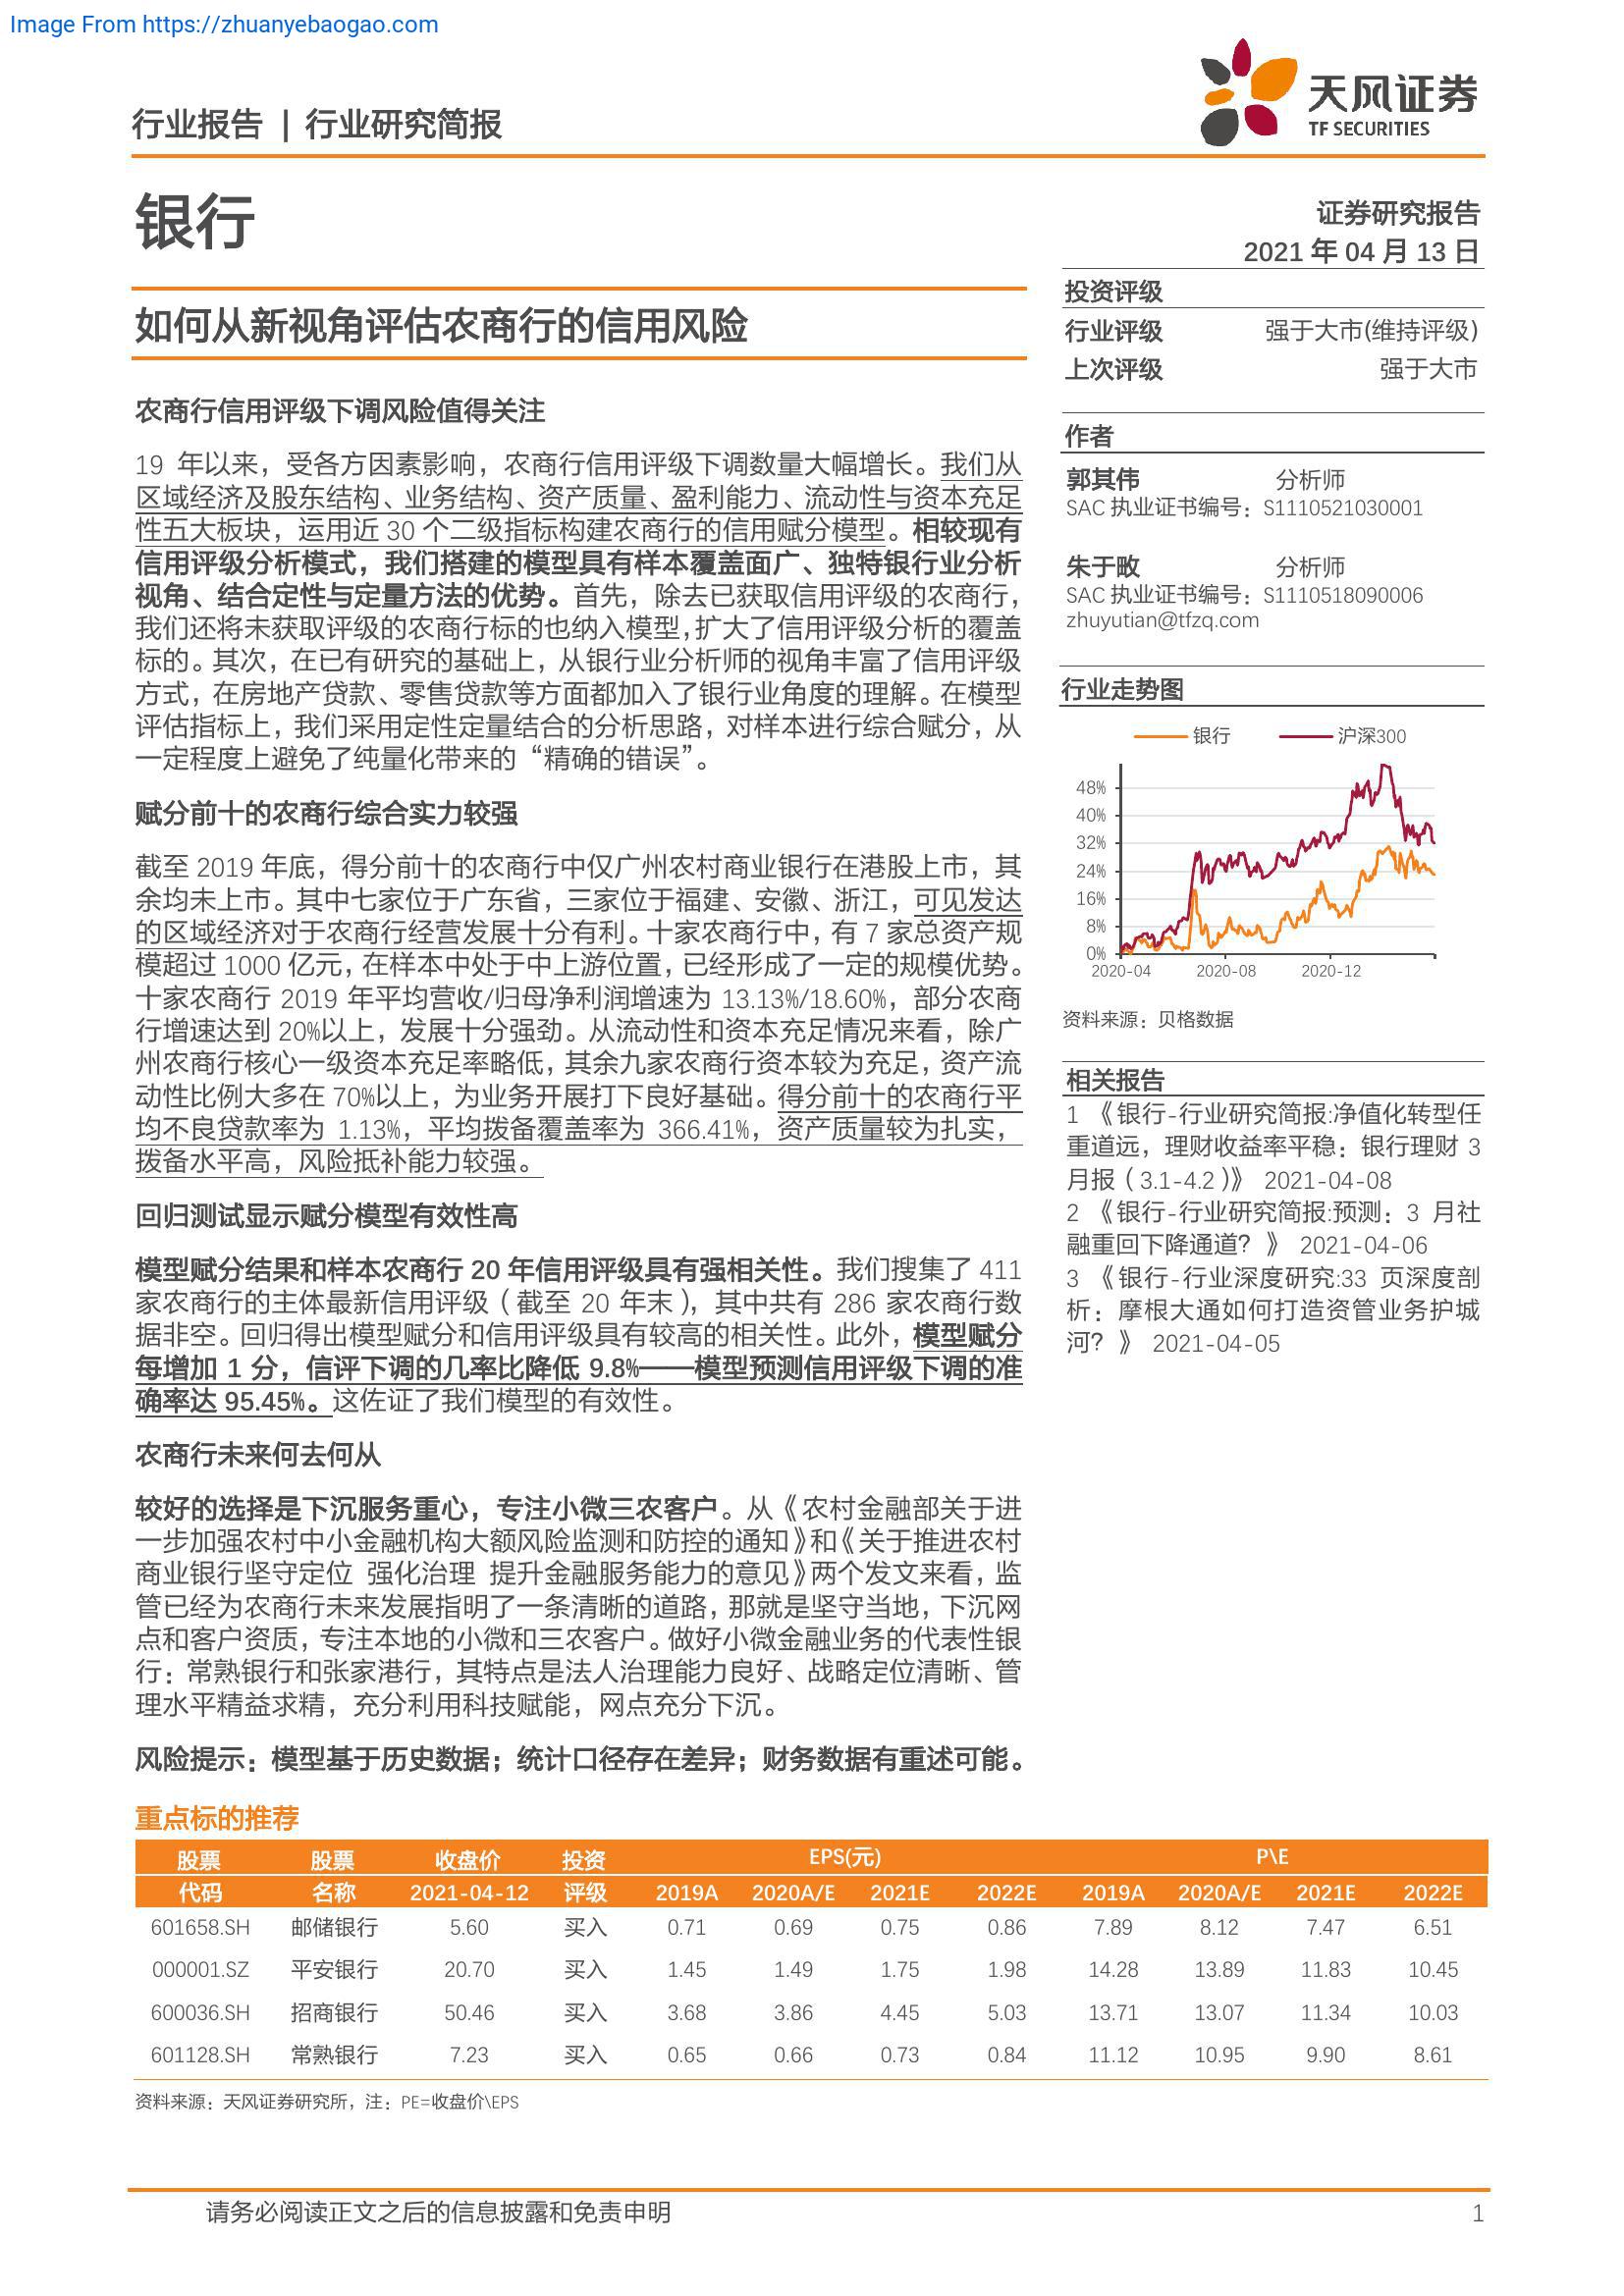 Image From https://zhuanyebaogao.com
天风证券
TF SECURITIES
行业报告 | 行业研究简报
银行
证券研究报告
2021 年 04 月 13 日
如何从新视角评估农商行的信用风险
农商行信用评级下调风险值得关注
19 年以来，受各方因素影响，农商行信用评级下调数量大幅增长。我们从
区域经济及股东结构、业务结构、资产质量、盈利能力、流动性与资本充足
性五大板块，运用近 30 个二级指标构建农商行的信用赋分模型。相较现有
信用评级分析模式，我们搭建的模型具有样本覆盖面广、独特银行业分析
视角、结合定性与定量方法的优势。首先，除去已获取信用评级的农商行，
我们还将未获取评级的农商行标的也纳入模型，扩大了信用评级分析的覆盖
标的。其次，在已有研究的基础上，从银行业分析师的视角丰富了信用评级
方式，在房地产贷款、零售贷款等方面都加入了银行业角度的理解。在模型
评估指标上，我们采用定性定量结合的分析思路，对样本进行综合赋分，从
一定程度上避免了纯量化带来的“精确的错误”。
赋分前十的农商行综合实力较强
截至 2019 年底，得分前十的农商行中仅广州农村商业银行在港股上市，其
余均未上市。其中七家位于广东省，三家位于福建、安徽、浙江，可见发达
的区域经济对于农商行经营发展十分有利。十家农商行中，有 7 家总资产规
模超过 1000 亿元，在样本中处于中上游位置，已经形成了一定的规模优势。
十家农商行 2019 年平均营收/归母净利润增速为 13.13%/18.60%，部分农商
行增速达到 20%以上，发展十分强劲。从流动性和资本充足情况来看，除广
州农商行核心一级资本充足率略低，其余九家农商行资本较为充足，资产流
动性比例大多在 70%以上，为业务开展打下良好基础。得分前十的农商行平
均不良贷款率为 1.13%，平均拨备覆盖率为 366.41%，资产质量较为扎实，
拨备水平高，风险抵补能力较强。
回归测试显示赋分模型有效性高
模型赋分结果和样本农商行 20 年信用评级具有强相关性。我们搜集了 411
家农商行的主体最新信用评级（截至 20 年末），其中共有 286 家农商行数
据非空。回归得出模型赋分和信用评级具有较高的相关性。此外，模型赋分
每增加 1 分，信评下调的几率比降低 9.8%——模型预测信用评级下调的准
确率达 95.45%。这佐证了我们模型的有效性。
农商行未来何去何从
较好的选择是下沉服务重心，专注小微三农客户。从《农村金融部关于进
一步加强农村中小金融机构大额风险监测和防控的通知》和《关于推进农村
商业银行坚守定位 强化治理 提升金融服务能力的意见》两个发文来看，监
管已经为农商行未来发展指明了一条清晰的道路，那就是坚守当地，下沉网
点和客户资质，专注本地的小微和三农客户。做好小微金融业务的代表性银
行：常熟银行和张家港行，其特点是法人治理能力良好、战略定位清晰、管
理水平精益求精，充分利用科技赋能，网点充分下沉。
风险提示：模型基于历史数据；统计口径存在差异；财务数据有重述可能。
投资评级
行业评级 强于大市(维持评级)
上次评级 强于大市
作者
郭其伟 分析师
SAC 执业证书编号：S1110521030001
朱于畋 分析师
SAC 执业证书编号：S1110518090006
zhuyutian@tfzq.com
行业走势图
银行 沪深300
48%
40%
32%
24%
16%
8%
0%
2020-04 2020-08 2020-12
资料来源：贝格数据
相关报告
1 《银行-行业研究简报:净值化转型任
重道远，理财收益率平稳：银行理财 3
月报（3.1-4.2）》 2021-04-08
2 《银行-行业研究简报:预测：3 月社
融重回下降通道？》 2021-04-06
3 《银行-行业深度研究:33 页深度剖
析：摩根大通如何打造资管业务护城
河？》 2021-04-05
重点标的推荐
股票 股票 收盘价 投资 EPS(元) P\E
代码 名称 2021-04-12 评级 2019A 2020A/E 2021E 2022E 2019A 2020A/E 2021E 2022E
601658.SH 邮储银行 5.60 买入 0.71 0.69 0.75 0.86 7.89 8.12 7.47 6.51
000001.SZ 平安银行 20.70 买入 1.45 1.49 1.75 1.98 14.28 13.89 11.83 10.45
600036.SH 招商银行 50.46 买入 3.68 3.86 4.45 5.03 13.71 13.07 11.34 10.03
601128.SH 常熟银行 7.23 买入 0.65 0.66 0.73 0.84 11.12 10.95 9.90 8.61
资料来源：天风证券研究所，注：PE=收盘价\EPS
请务必阅读正文之后的信息披露和免责申明 1